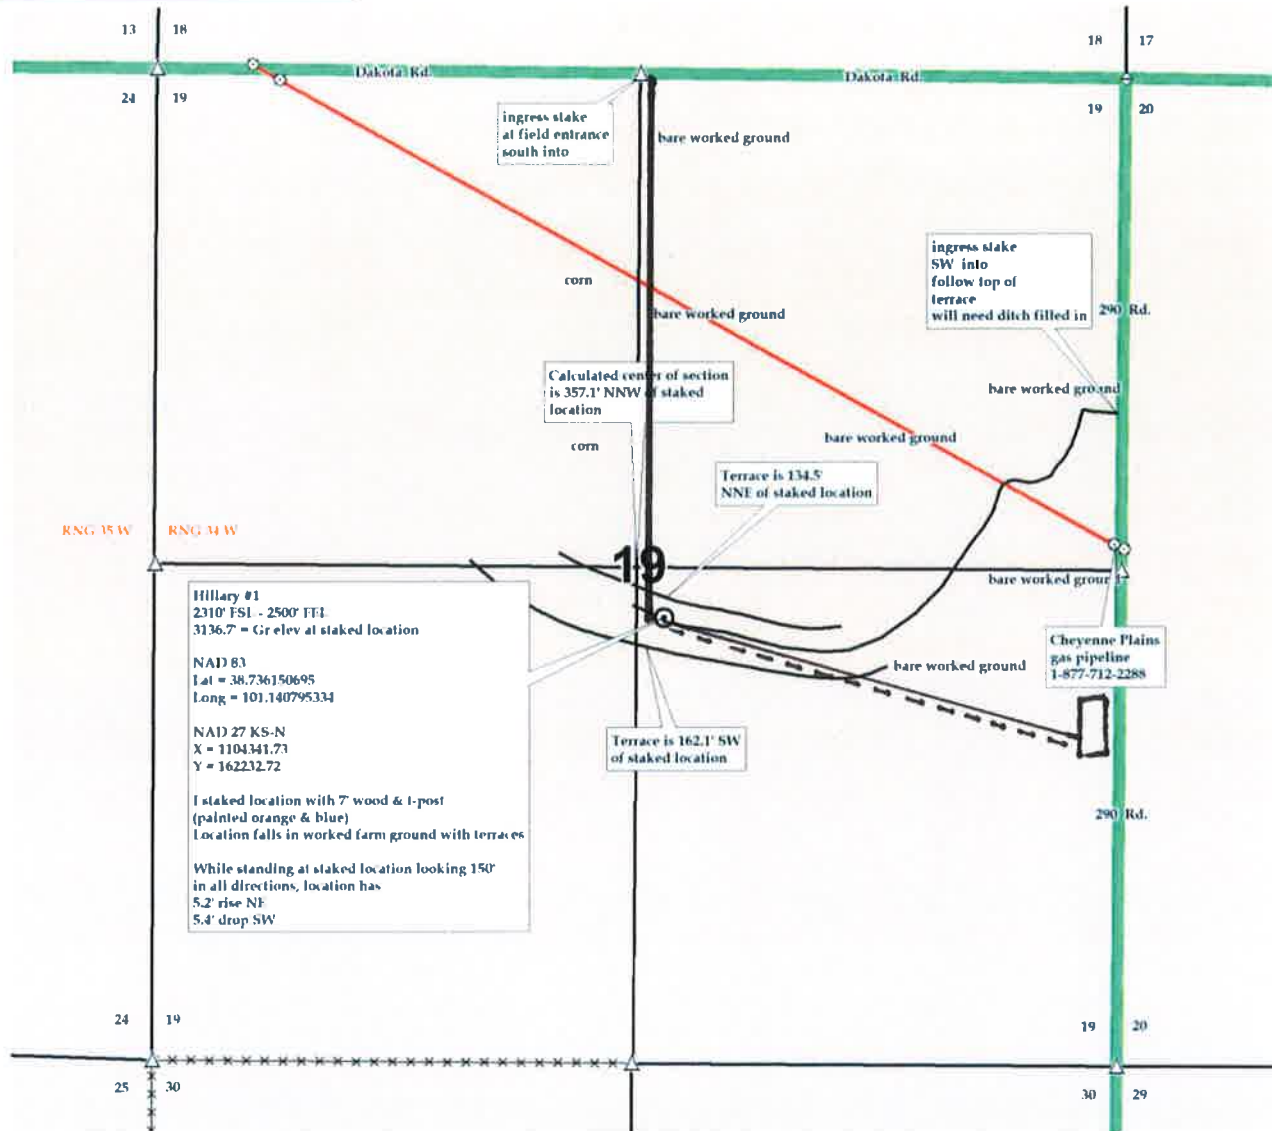 13 18
18 17
Dakota Rd.
Dakota Rd.
24 19
19 20
ingress stake
at field entrance
south into
bare worked ground
ingress stake
SW into
follow top of
terrace
will need ditch filled in
290 Rd.
corn
bare worked ground
Calculated center of section
is 357.1' NNW of staked
location
bare worked ground
corn
bare worked ground
Terrace is 134.5'
NNE of staked location
RNG 35 W RNG 34 W
19
bare worked ground
Hillary #1
2310' FSL - 2500' FEL
3136.7' = Gr elev at staked location
NAD 83
Lat = 38.736150695
Long = 101.140795334
NAD 27 KS-N
X = 1104341.73
Y = 162232.72
I staked location with 7' wood & t-post
(painted orange & blue)
Location falls in worked farm ground with terraces
While standing at staked location looking 150'
in all directions, location has
5.2' rise NE
5.4' drop SW
Cheyenne Plains
gas pipeline
1-877-712-2288
bare worked ground
Terrace is 162.1' SW
of staked location
290 Rd.
24 19
19 20
25 30
30 29